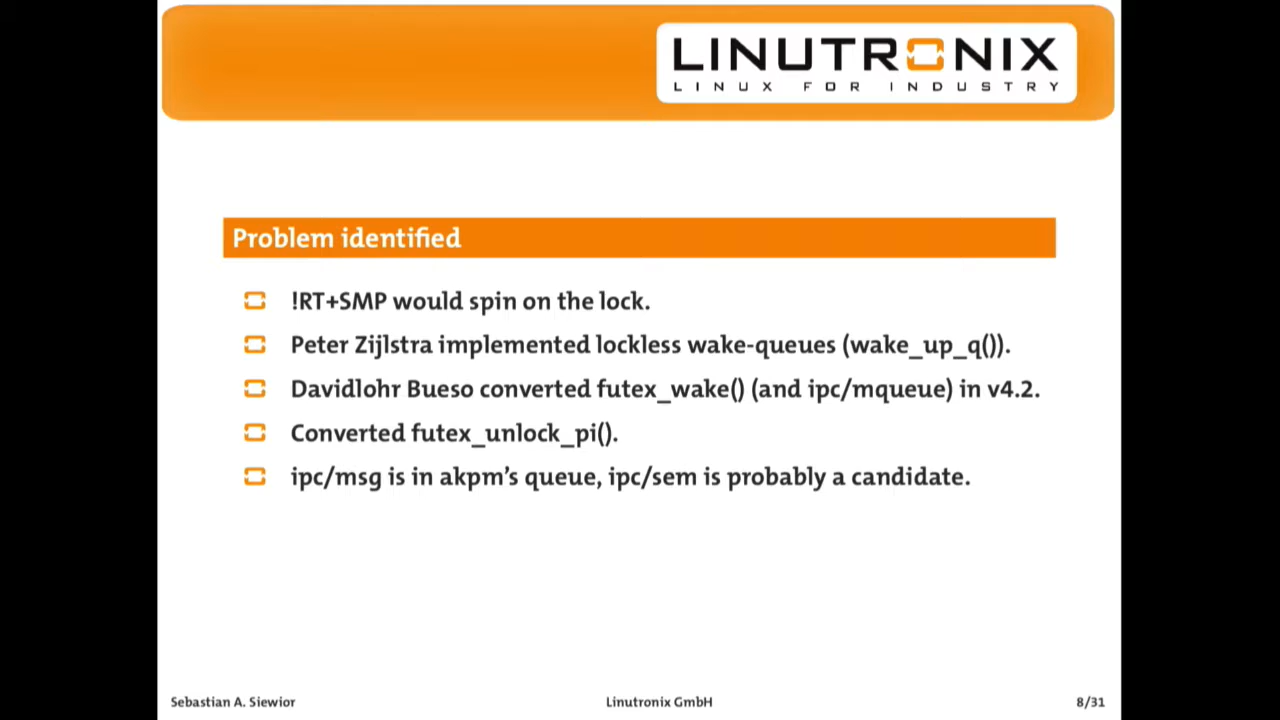 LINUTRONIX
LINUX FOR INDUSTRY
Problem identified
!RT+SMP would spin on the lock.
Peter Zijlstra implemented lockless wake-queues (wake_up_q()).
Davidlohr Bueso converted futex_wake() (and ipc/mqueue) in v4.2.
Converted futex_unlock_pi().
ipc/msg is in akpm’s queue, ipc/sem is probably a candidate.
Sebastian A. Siewior
Linutronix GmbH
8/31